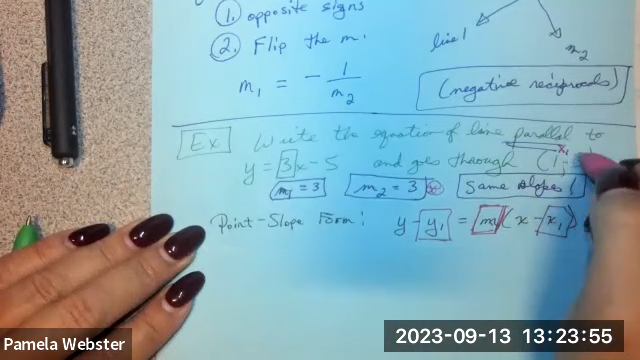 1. opposite signs
2. Flip the m.
m₁ = - 1/m₂
line 1
m₂
(negative reciprocals)
Ex Write the equation of line parallel to
y = 3x - 5 and goes through (1,
x₁
m₁ = 3 m₂ = 3 Same slopes!
Point-Slope Form: y - y₁ = m(x - x₁)
Pamela Webster
2023-09-13 13:23:55